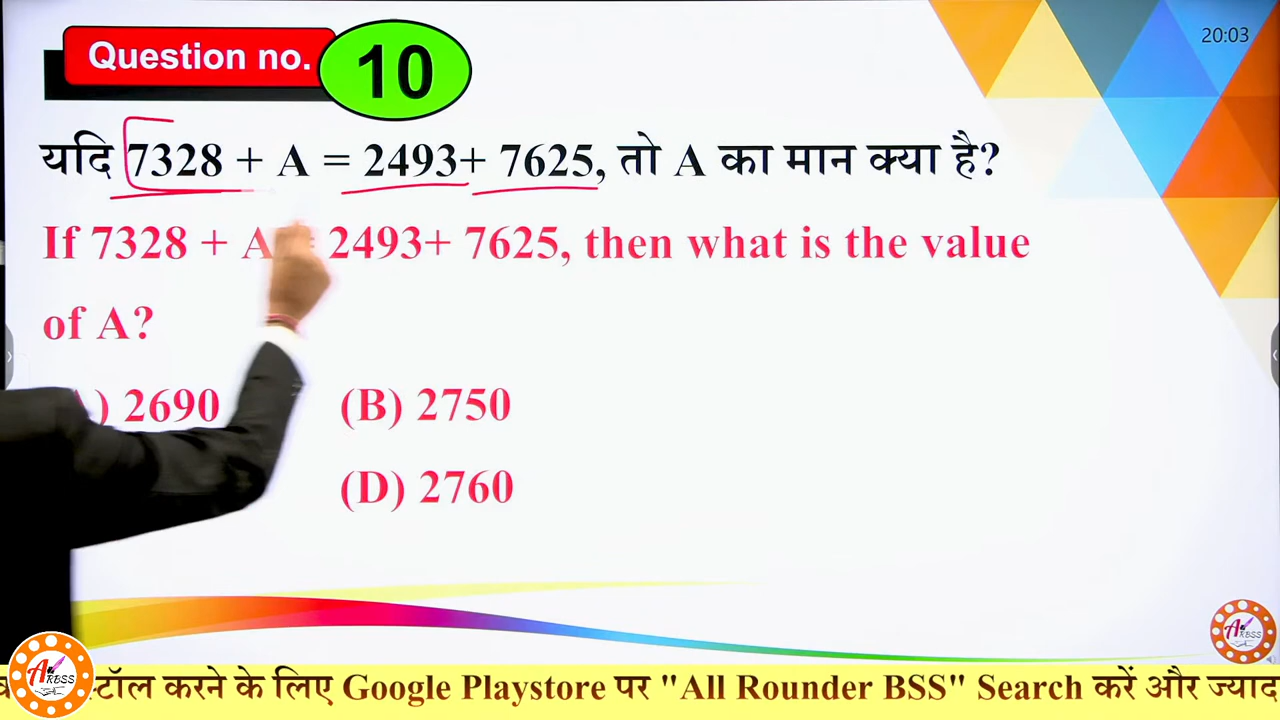 Question no. 10
20:03
यदि 7328 + A = 2493+ 7625, तो A का मान क्या है?
If 7328 + A = 2493+ 7625, then what is the value
of A?
) 2690 (B) 2750
(D) 2760
करने के लिए Google Playstore पर "All Rounder BSS" Search करें और ज्याद